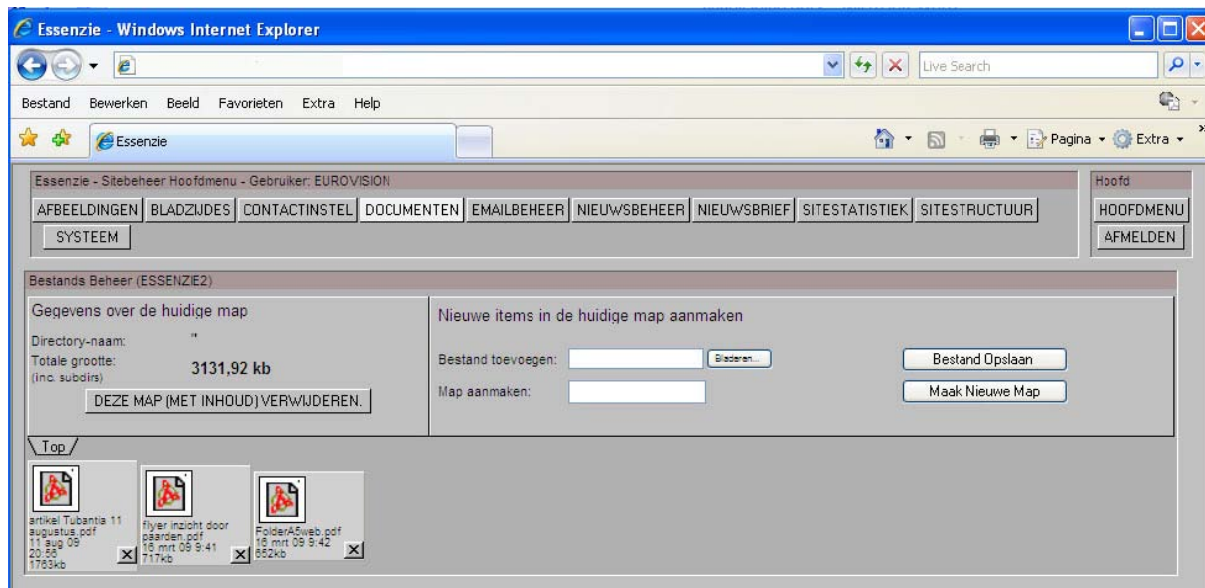 Essenzie - Windows Internet Explorer
Live Search
Bestand Bewerken Beeld Favorieten Extra Help
Essenzie
Pagina Extra
Essenzie - Sitebeheer Hoofdmenu - Gebruiker: EUROVISION
Hoofd
AFBEELDINGEN BLADZIJDES CONTACTINSTEL DOCUMENTEN EMAILBEHEER NIEUWSBEHEER NIEUWSBRIEF SITESTATISTIEK SITESTRUCTUUR
HOOFDMENU
SYSTEEM
AFMELDEN
Bestands Beheer (ESSENZIE2)
Gegevens over de huidige map
Nieuwe items in de huidige map aanmaken
Directory-naam: ''
Totale grootte:
(inc. subdirs)
3131,92 kb
Bestand toevoegen:
Bladeren...
Bestand Opslaan
DEZE MAP (MET INHOUD) VERWIJDEREN.
Map aanmaken:
Maak Nieuwe Map
\ Top /
artikel Tubantia 11
augustus.pdf
11 aug 09
20:56
1763kb
X
flyer inzicht door
paarden.pdf
16 mrt 09 9:41
717kb
X
FolderA5web.pdf
16 mrt 09 9:42
652kb
X